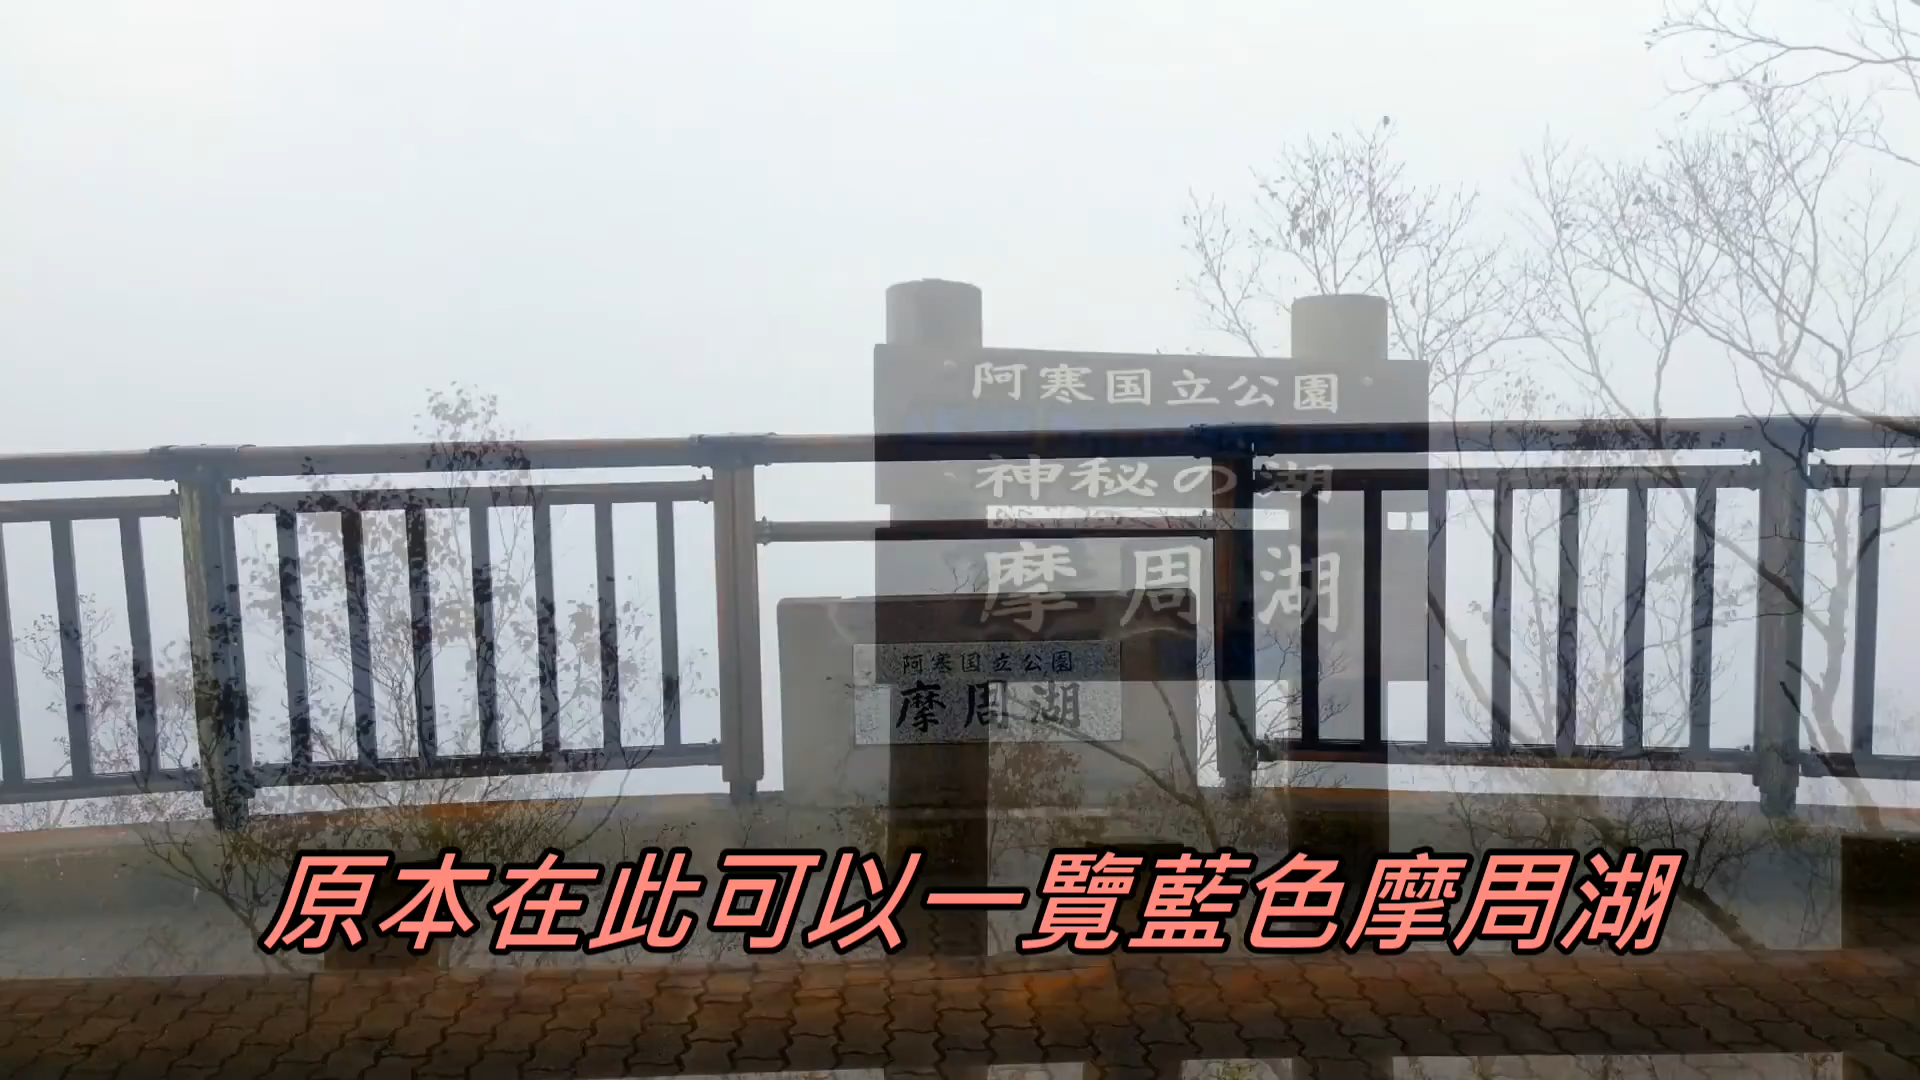 阿寒国立公園
神秘の湖
摩周湖
阿寒国立公園
摩周湖
原本在此可以一覽藍色摩周湖